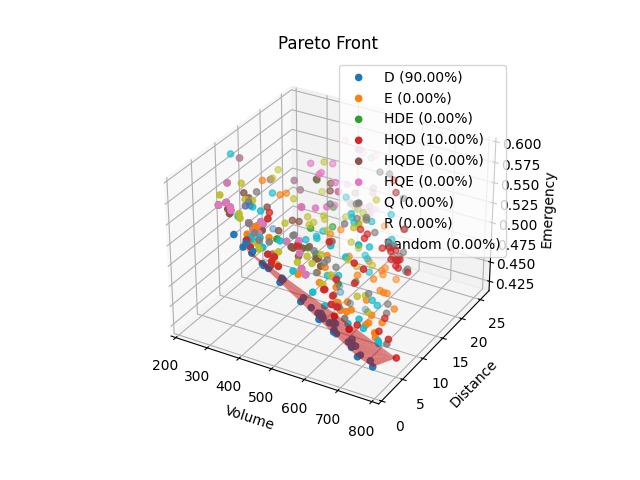 Pareto Front
D (90.00%)
E (0.00%)
HDE (0.00%)
HQD (10.00%)
HQDE (0.00%)
HQE (0.00%)
Q (0.00%)
R (0.00%)
random (0.00%)
0.600
0.575
0.550
0.525
0.500
0.475
0.450
0.425
Emergency
25
20
15
10
5
0
Distance
200
300
400
500
600
700
800
Volume